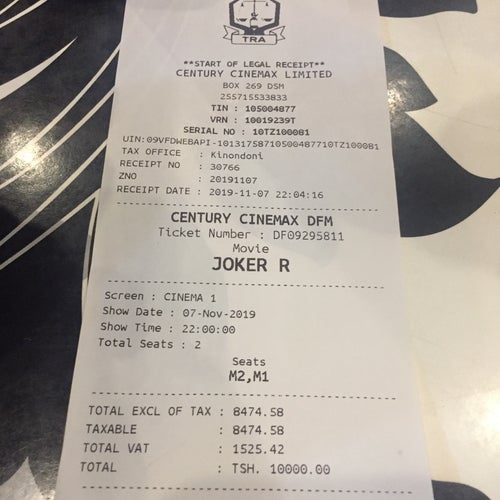 TRA
**START OF LEGAL RECEIPT**
CENTURY CINEMAX LIMITED
BOX 269 DSM
255715533833
TIN : 105004877
VRN : 10019239T
SERIAL NO : 10TZ100081
UIN:09VFDWEBAPI-10131758710500487710TZ100081
TAX OFFICE : Kinondoni
RECEIPT NO : 30766
ZNO : 20191107
RECEIPT DATE : 2019-11-07 22:04:16
CENTURY CINEMAX DFM
Ticket Number : DF09295811
Movie
JOKER R
Screen : CINEMA 1
Show Date : 07-Nov-2019
Show Time : 22:00:00
Total Seats : 2
Seats
M2,M1
TOTAL EXCL OF TAX : 8474.58
TAXABLE : 8474.58
TOTAL VAT : 1525.42
TOTAL : TSH. 10000.00